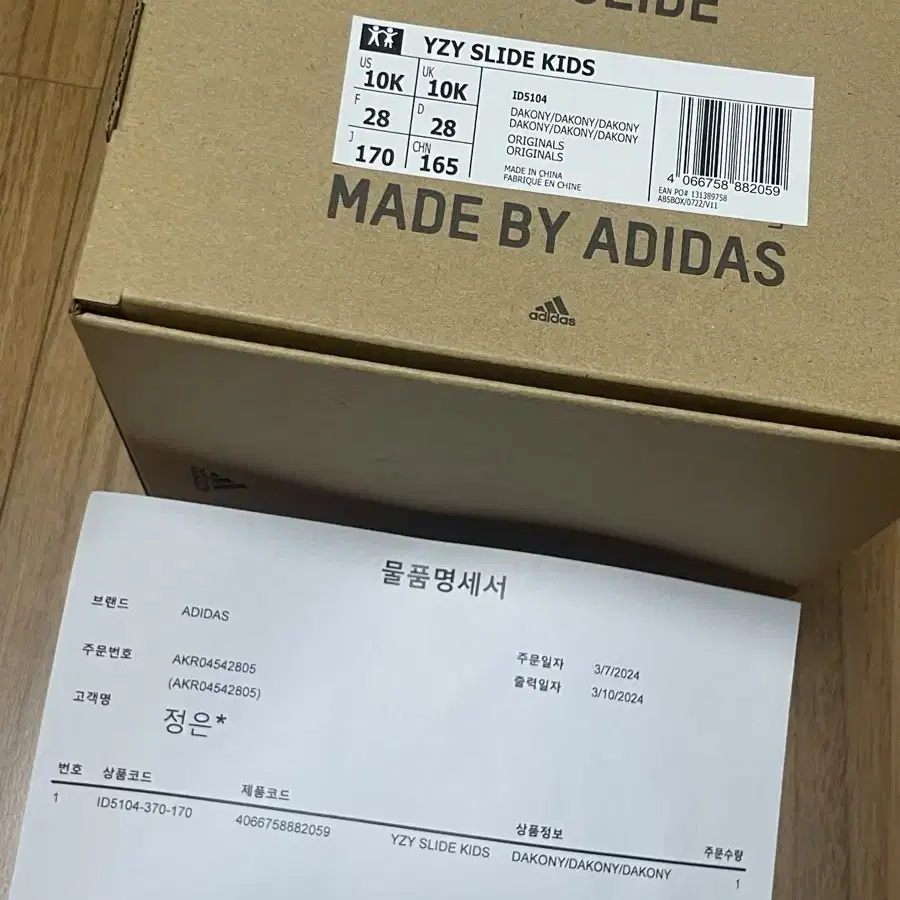 SLIDE
YZY SLIDE KIDS
US 10K UK 10K
F 28 D 28
J 170 CHN 165
ID5104
DAKONY/DAKONY/DAKONY
DAKONY/DAKONY/DAKONY
ORIGINALS
ORIGINALS
MADE IN CHINA
FABRIQUE EN CHINE
4 066758 882059
EAN PO# 131389758
ABSBOX/0722/V11
MADE BY ADIDAS
adidas
물품명세서
브랜드 ADIDAS
주문번호 AKR04542805
(AKR04542805)
주문일자 3/7/2024
출력일자 3/10/2024
고객명 정은*
번호 상품코드 제품코드 상품정보 주문수량
1 ID5104-370-170 4066758882059 YZY SLIDE KIDS DAKONY/DAKONY/DAKONY 1